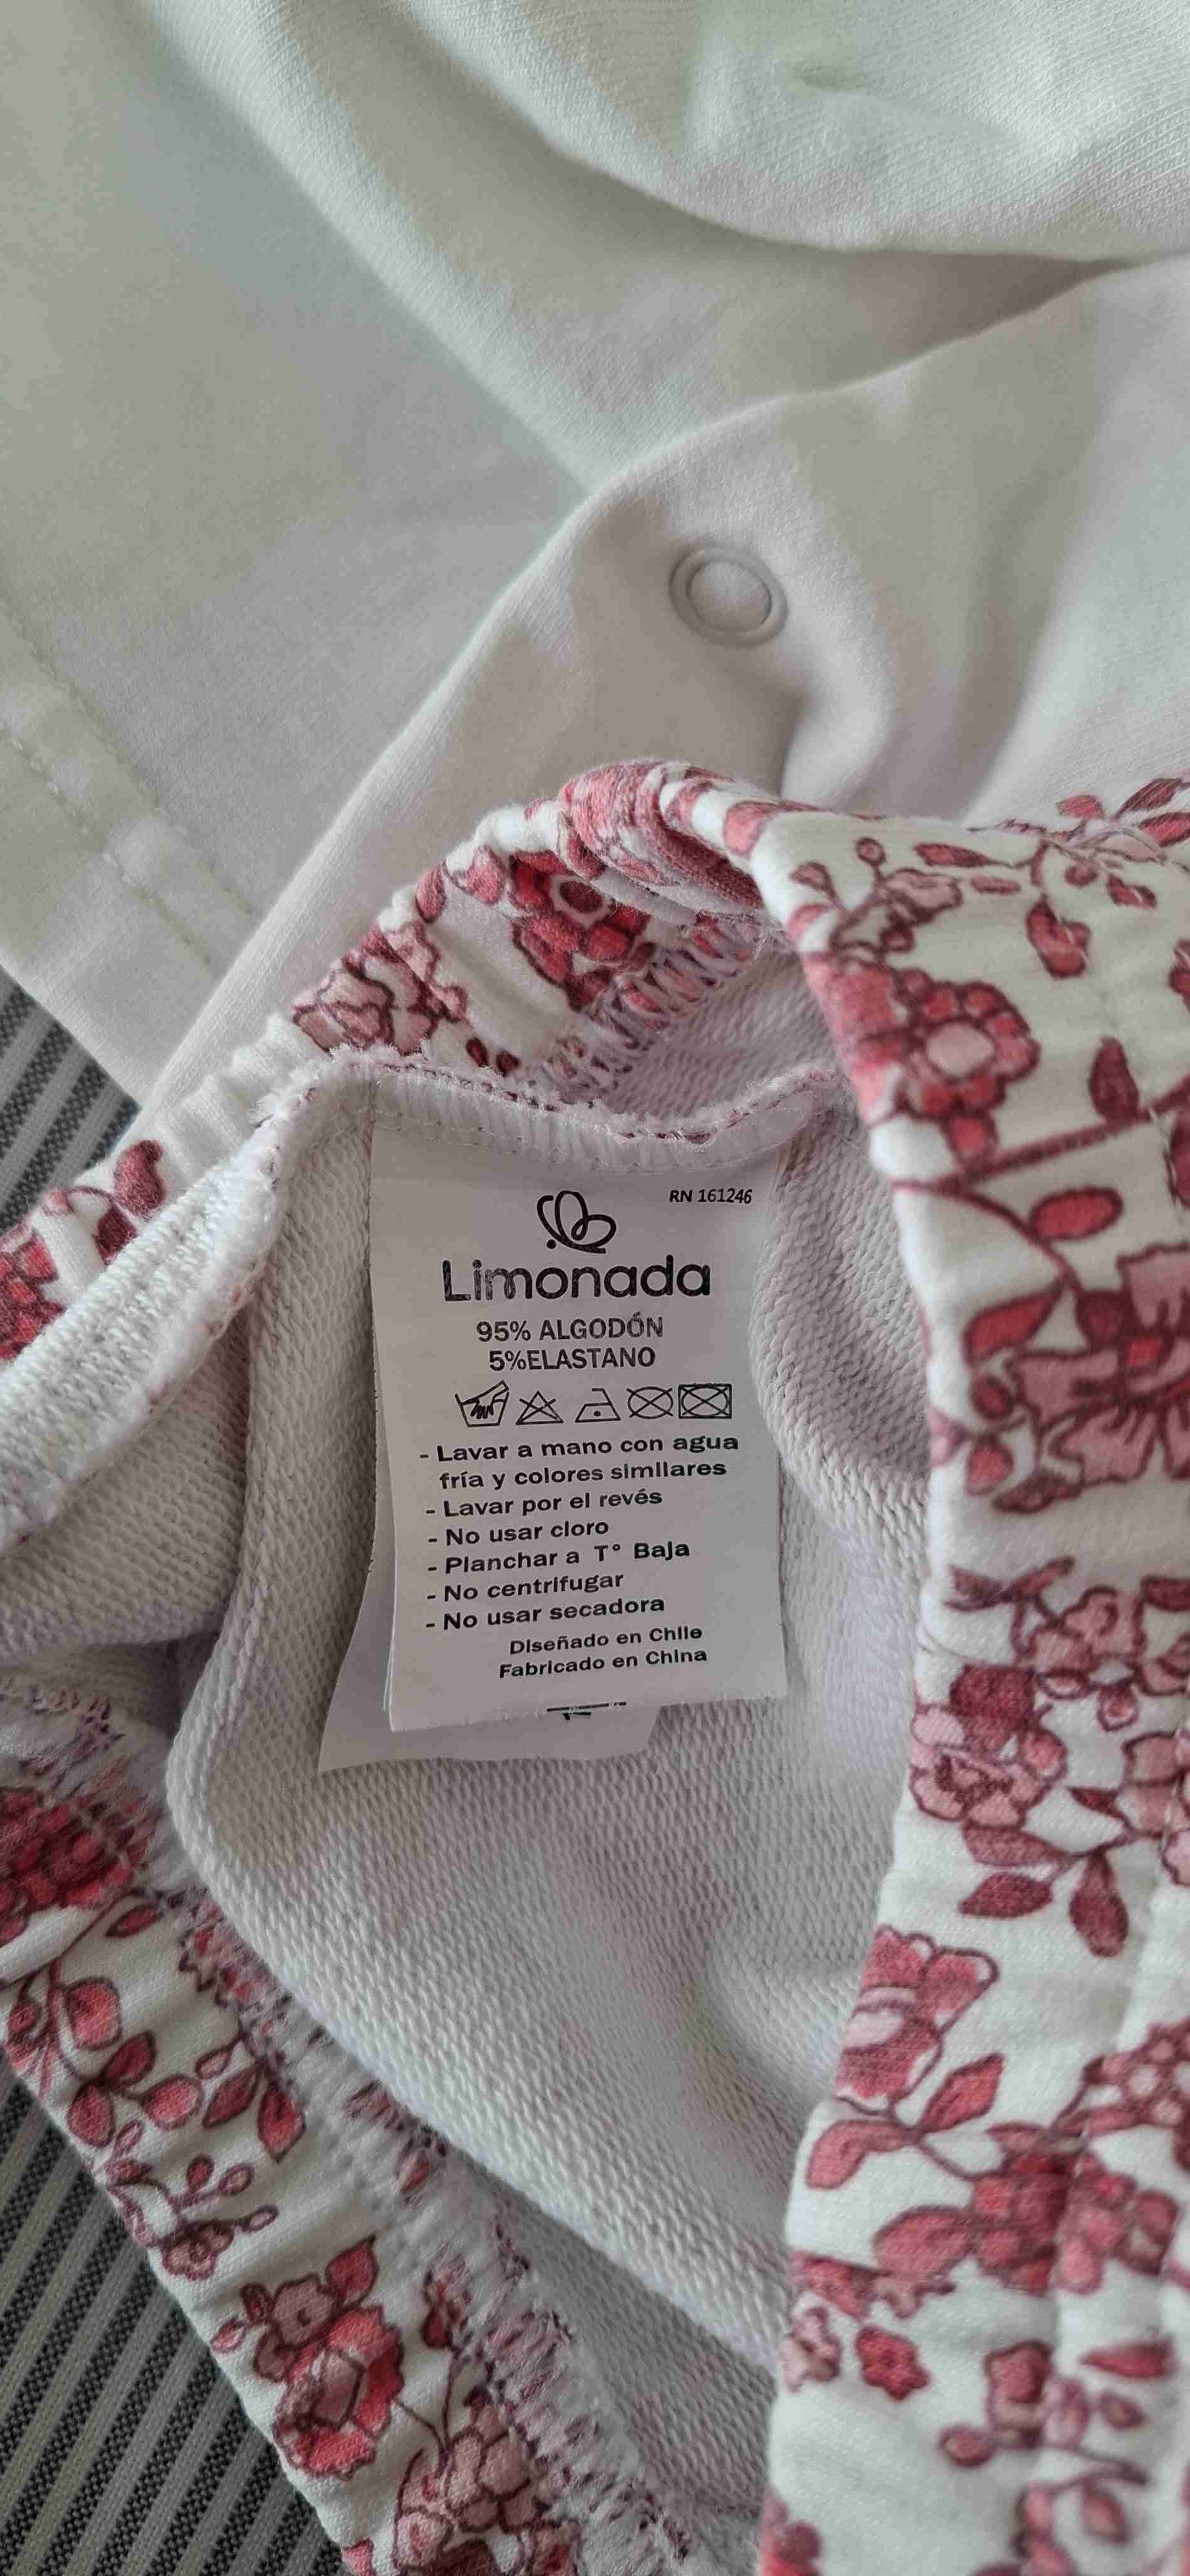 RN 161246
Limonada
95% ALGODÓN
5%ELASTANO
- Lavar a mano con agua
fría y colores similares
- Lavar por el revés
- No usar cloro
- Planchar a T° Baja
- No centrifugar
- No usar secadora
Diseñado en Chile
Fabricado en China